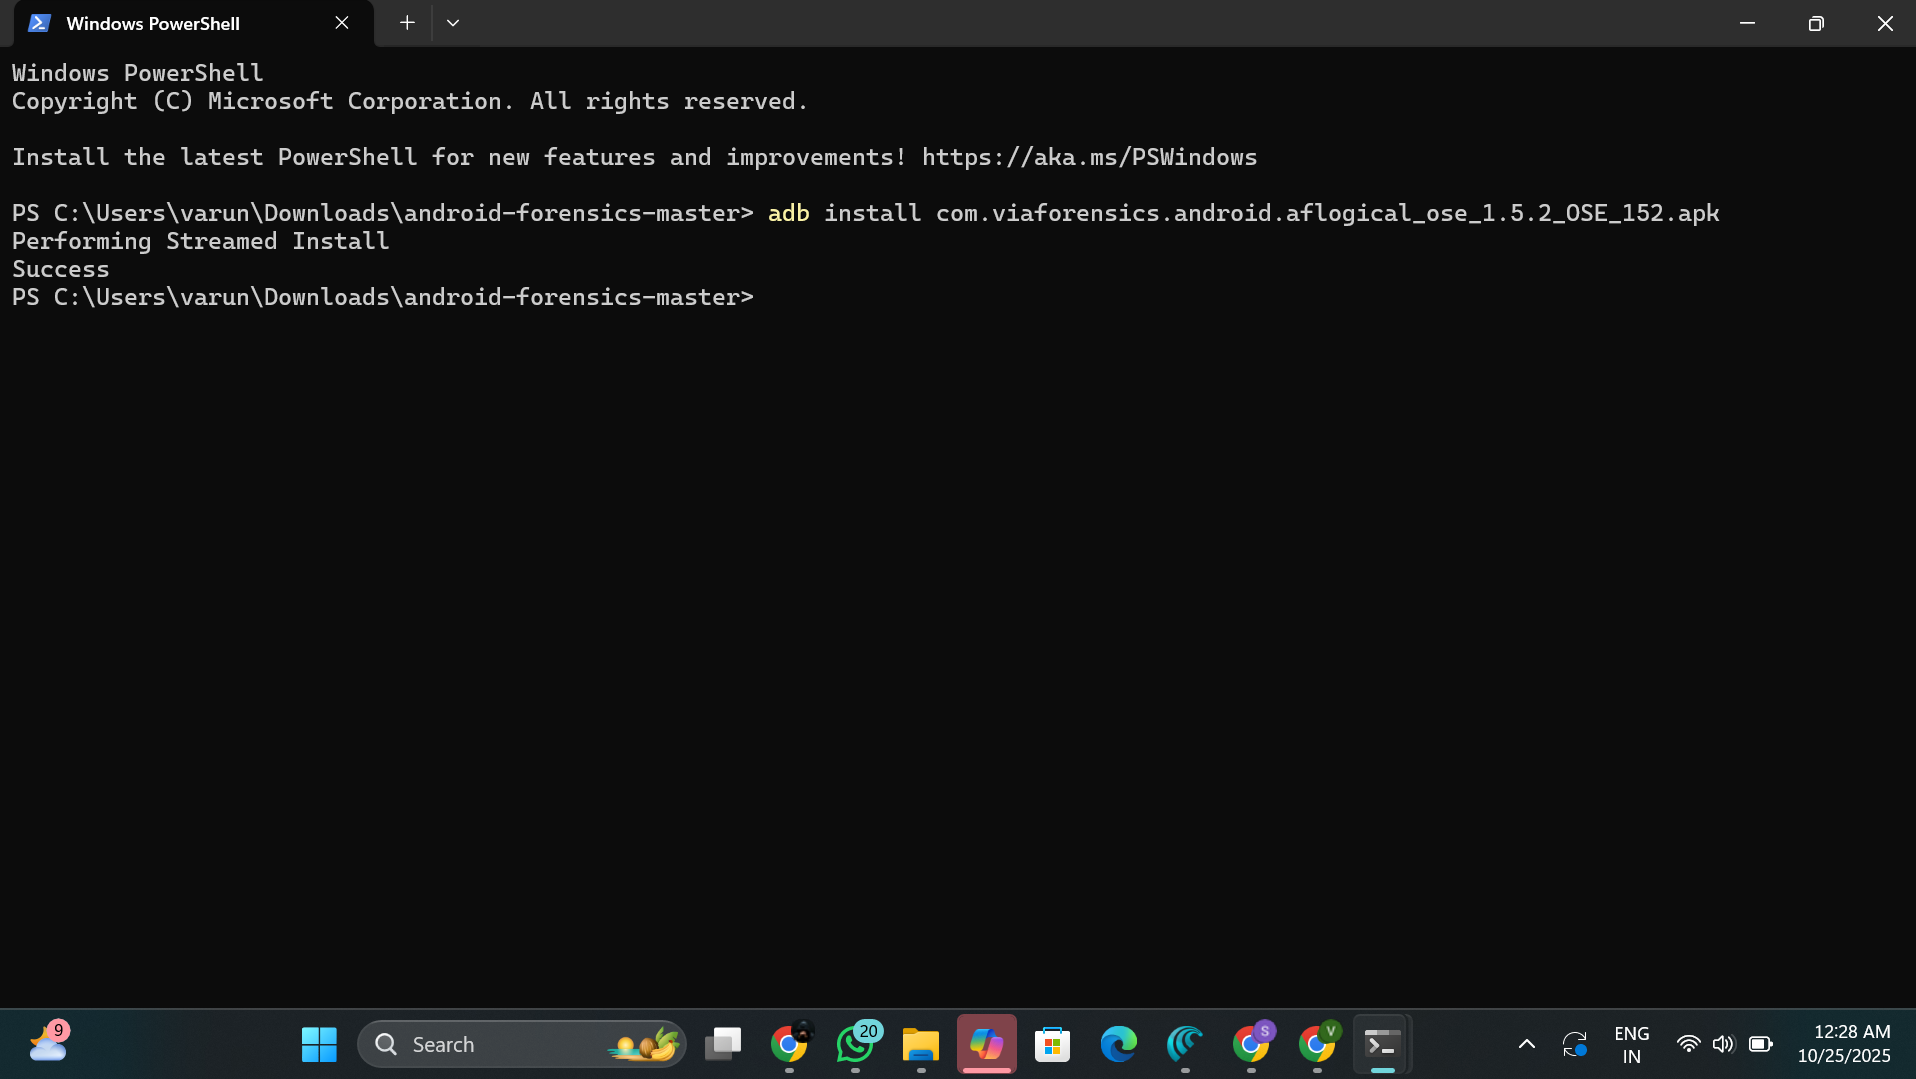 Windows PowerShell
Windows PowerShell
Copyright (C) Microsoft Corporation. All rights reserved.
Install the latest PowerShell for new features and improvements! https://aka.ms/PSWindows
PS C:\Users\varun\Downloads\android-forensics-master> adb install com.viaforensics.android.aflogical_ose_1.5.2_OSE_152.apk
Performing Streamed Install
Success
PS C:\Users\varun\Downloads\android-forensics-master>
9
Search
20
S
V
ENG
IN
12:28 AM
10/25/2025